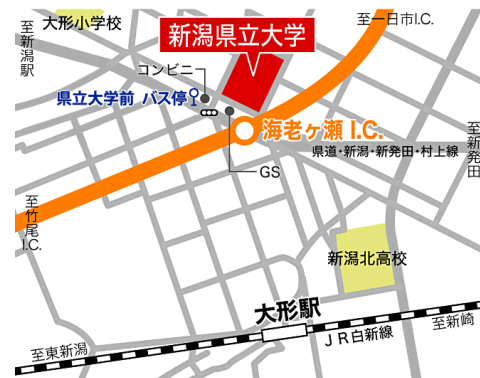 大形小学校
至一日市I.C.
至新潟駅
新潟県立大学
コンビニ
県立大学前 バス停
海老ヶ瀬 I.C.
至新発田
県道・新潟・新発田・村上線
GS
至竹尾I.C.
新潟北高校
大形駅
至東新潟
JR白新線
至新崎